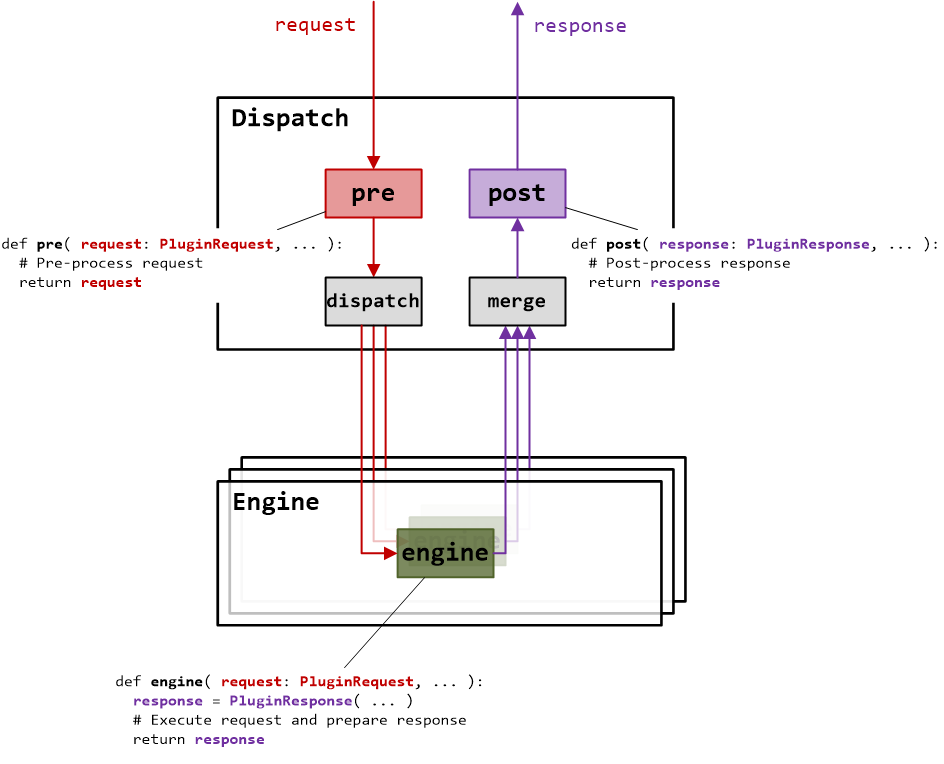 request
response
Dispatch
pre
post
def pre( request: PluginRequest, ... ):
# Pre-process request
return request
def post( response: PluginResponse, ... ):
# Post-process response
return response
dispatch
merge
Engine
engine
engine
def engine( request: PluginRequest, ... ):
response = PluginResponse( ... )
# Execute request and prepare response
return response